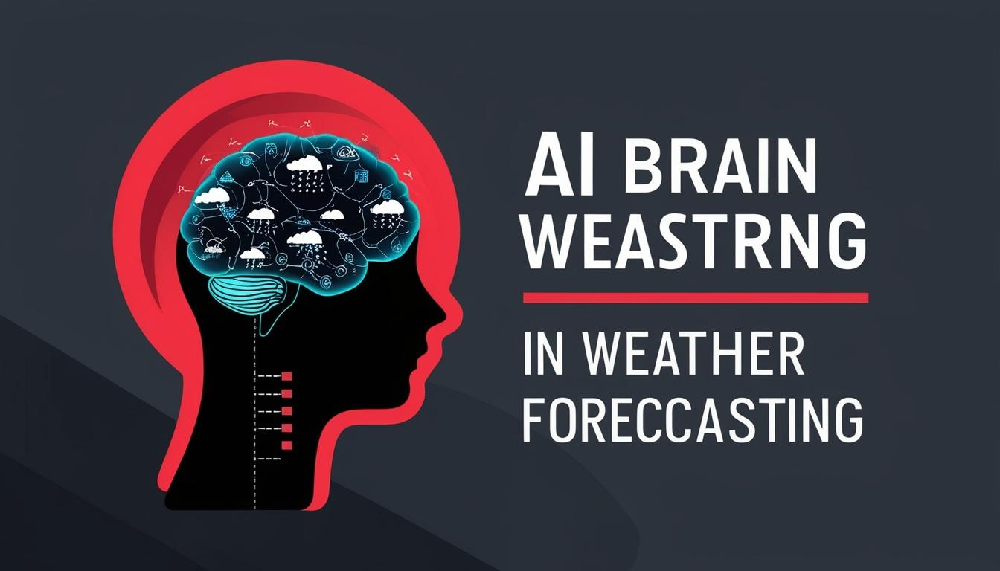 AI BRAIN
WEASTRNG
IN WEATHER
FORECCASTING